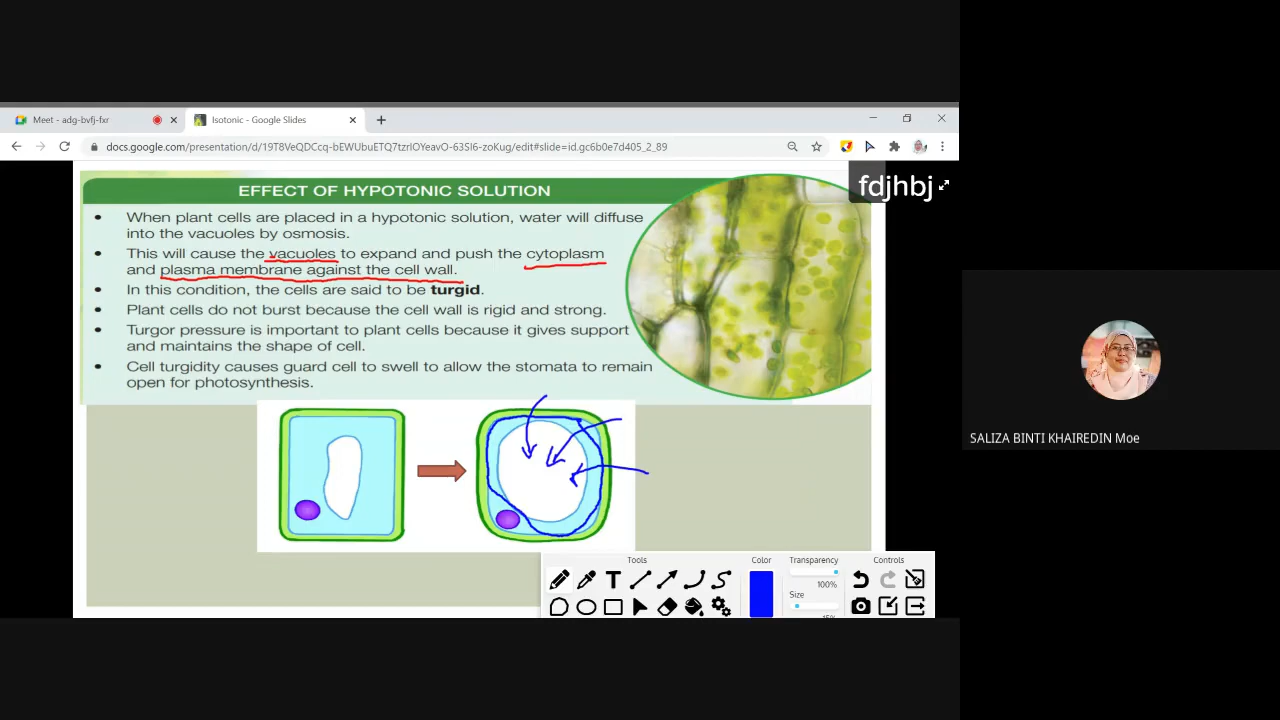 Meet - adg-bvfj-fxr
Isotonic - Google Slides
docs.google.com/presentation/d/19T8VeQDCcq-bEWUbuETQ7tzrIOYeavO-63SI6-zoKug/edit#slide=id.gc6b0e7d405_2_89
fdjhbj
EFFECT OF HYPOTONIC SOLUTION
• When plant cells are placed in a hypotonic solution, water will diffuse
into the vacuoles by osmosis.
• This will cause the vacuoles to expand and push the cytoplasm
and plasma membrane against the cell wall.
• In this condition, the cells are said to be turgid.
• Plant cells do not burst because the cell wall is rigid and strong.
• Turgor pressure is important to plant cells because it gives support
and maintains the shape of cell.
• Cell turgidity causes guard cell to swell to allow the stomata to remain
open for photosynthesis.
SALIZA BINTI KHAIREDIN Moe
Tools
Color
Transparency
100%
Size
Controls